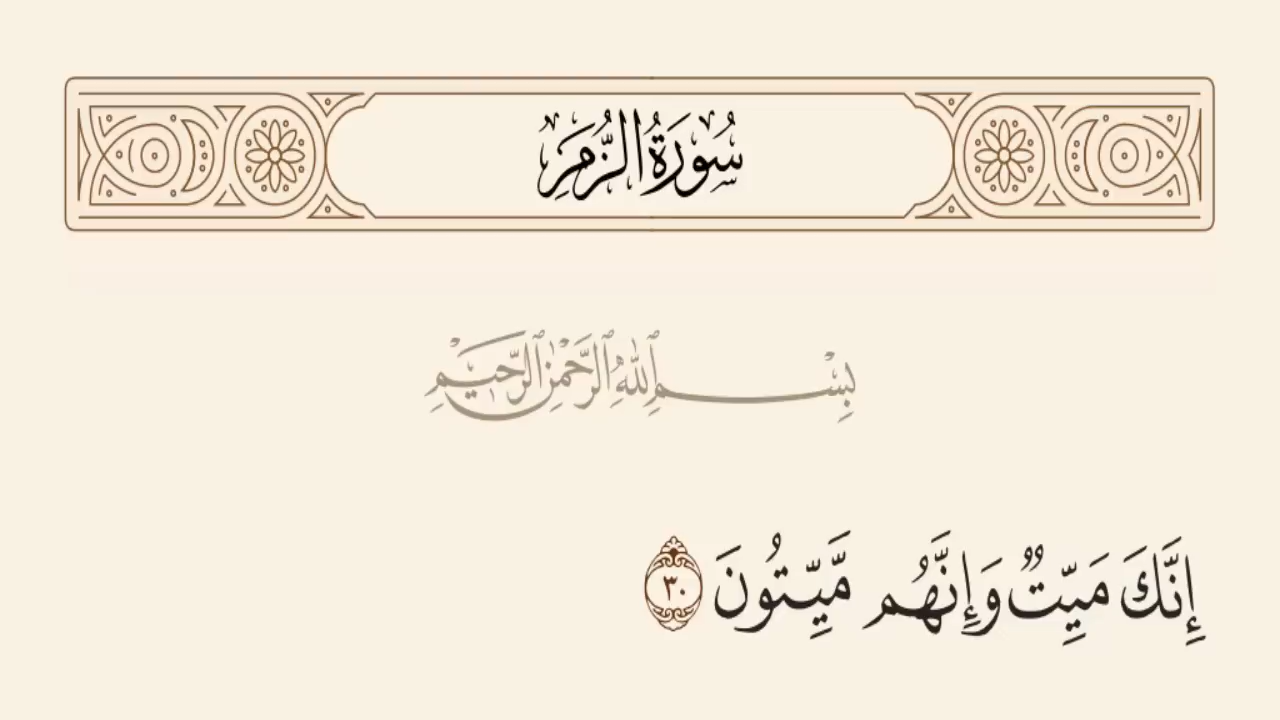 سُورَةُ الزُّمَرِ
بِسْمِ ٱللَّهِ ٱلرَّحْمَٰنِ ٱلرَّحِيمِ
إِنَّكَ مَيِّتٌ وَإِنَّهُم مَّيِّتُونَ ٣٠